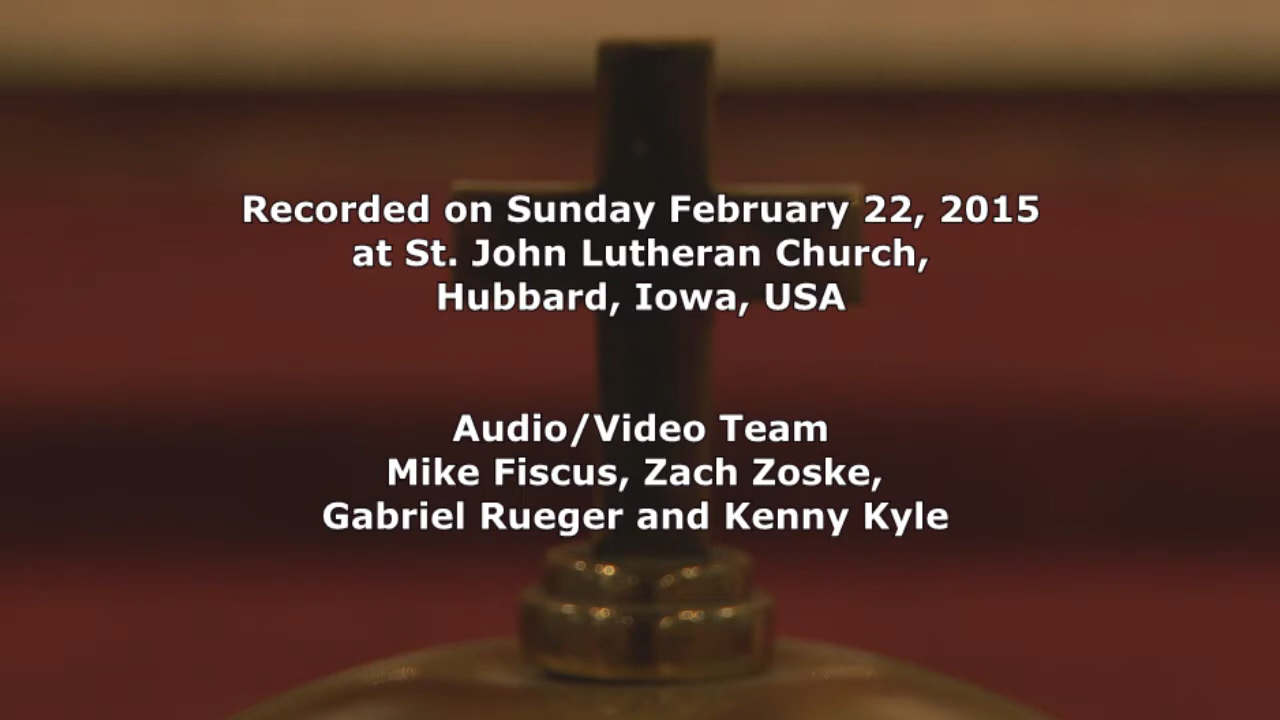 Recorded on Sunday February 22, 2015
at St. John Lutheran Church,
Hubbard, Iowa, USA
Audio/Video Team
Mike Fiscus, Zach Zoske,
Gabriel Rueger and Kenny Kyle